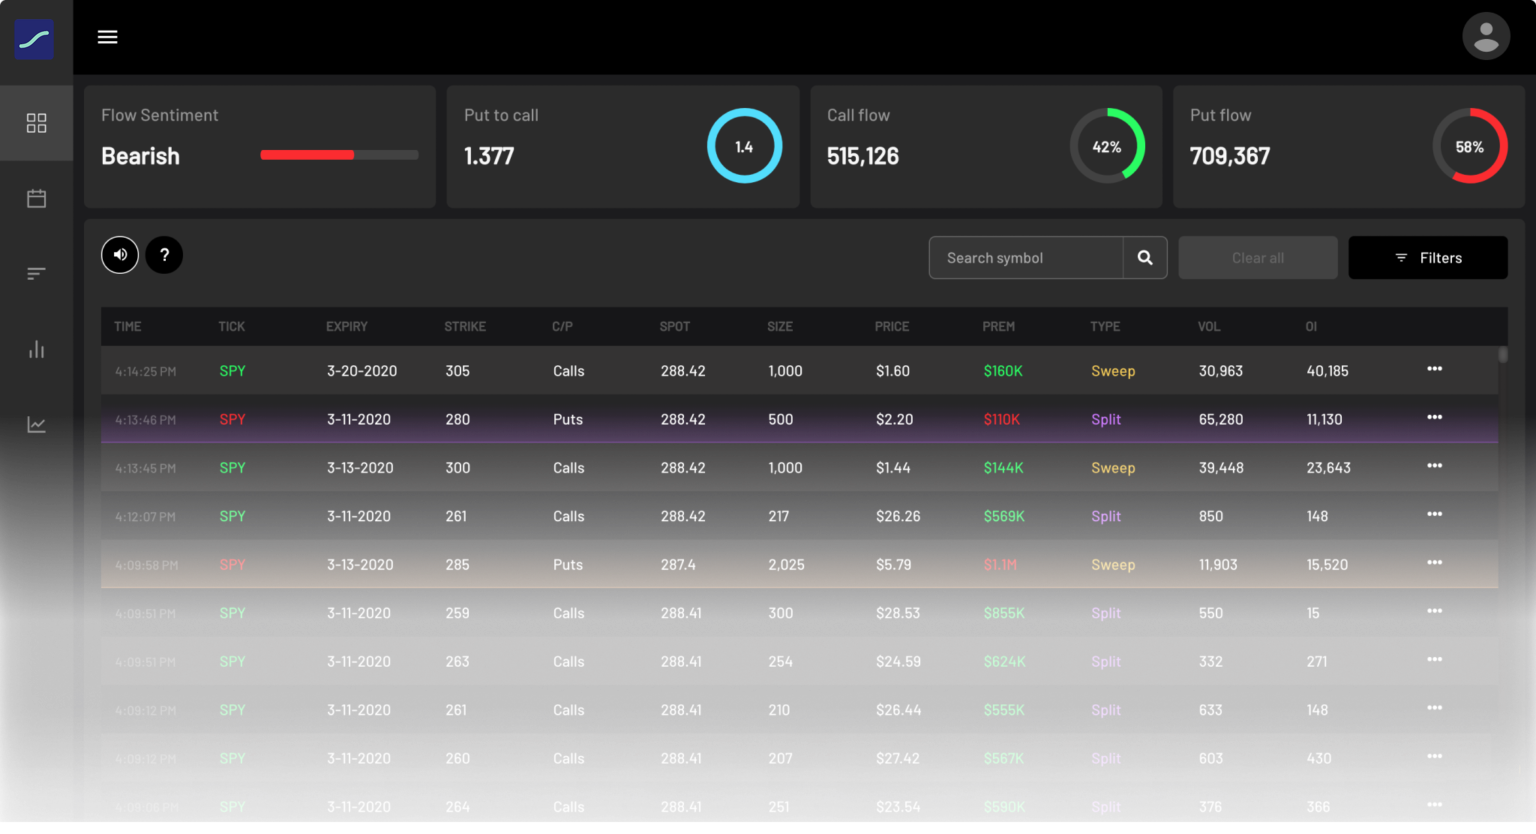 Flow Sentiment
Bearish
Put to call
1.377
1.4
Call flow
515,126
42%
Put flow
709,367
58%
?
Search symbol
Clear all
Filters
TIME TICK EXPIRY STRIKE C/P SPOT SIZE PRICE PREM TYPE VOL OI
4:14:25 PM SPY 3-20-2020 305 Calls 288.42 1,000 $1.60 $160K Sweep 30,963 40,185
4:13:46 PM SPY 3-11-2020 280 Puts 288.42 500 $2.20 $110K Split 65,280 11,130
4:13:45 PM SPY 3-13-2020 300 Calls 288.42 1,000 $1.44 $144K Sweep 39,448 23,643
4:12:07 PM SPY 3-11-2020 261 Calls 288.42 217 $26.26 $569K Split 850 148
4:09:58 PM SPY 3-13-2020 285 Puts 287.4 2,025 $5.79 $1.1M Sweep 11,903 15,520
4:09:51 PM SPY 3-11-2020 259 Calls 288.41 300 $28.53 $855K Split 550 15
4:09:51 PM SPY 3-11-2020 263 Calls 288.41 254 $24.59 $624K Split 332 271
4:09:12 PM SPY 3-11-2020 261 Calls 288.41 210 $26.44 $555K Split 633 148
4:09:12 PM SPY 3-11-2020 260 Calls 288.41 207 $27.42 $567K Split 603 430
SPY 3-11-2020 264 Calls 288.41 251 $23.54 $590K Split 376 366